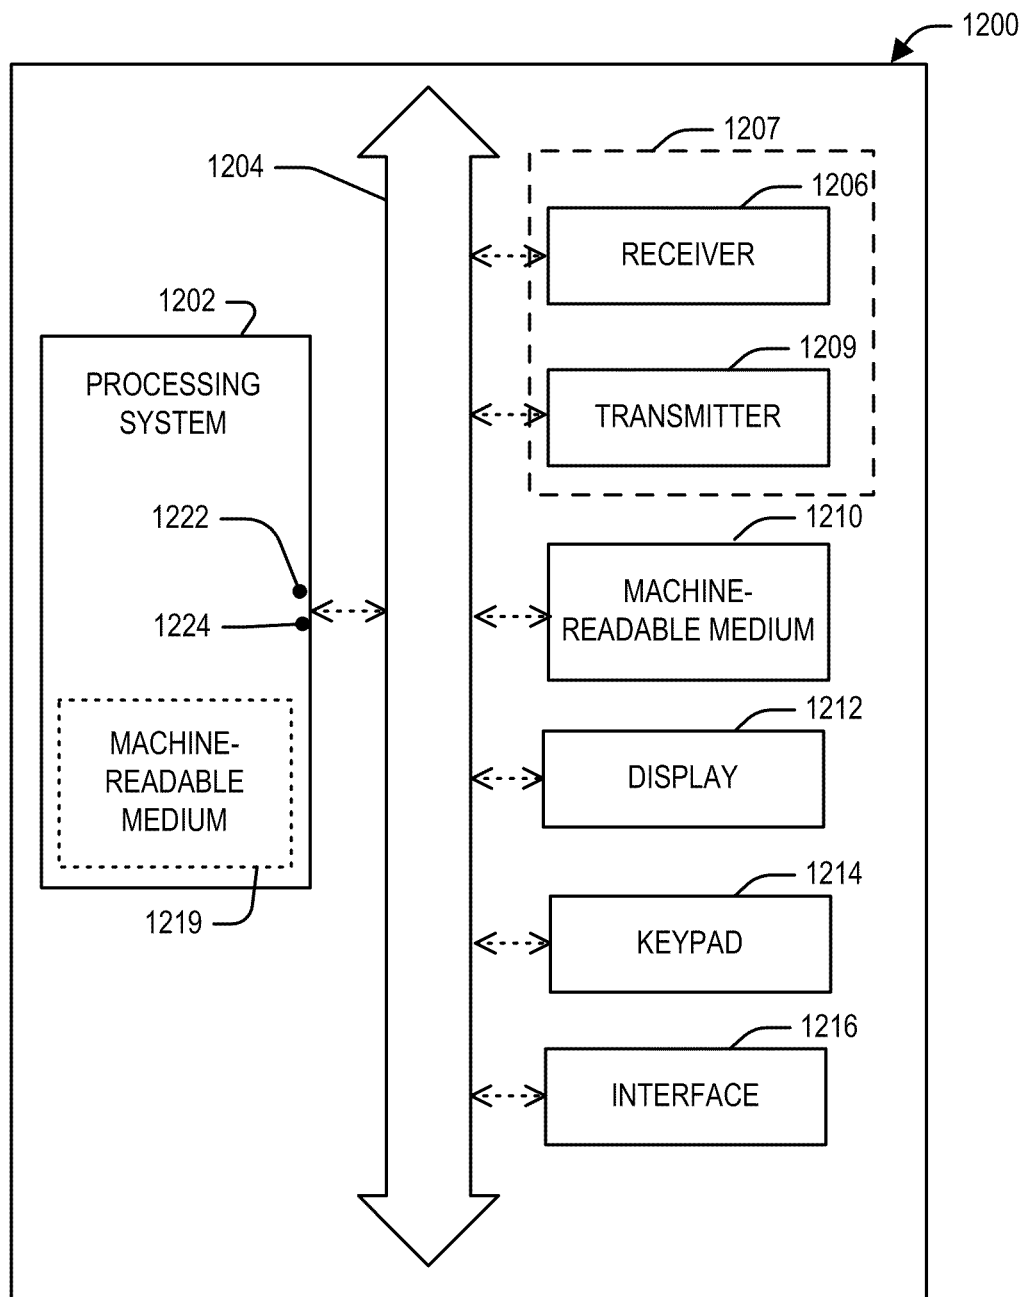 1200
1207
1204
1206
RECEIVER
1202
1209
PROCESSING
SYSTEM
TRANSMITTER
1222
1210
1224
MACHINE-
READABLE MEDIUM
1212
MACHINE-
READABLE
MEDIUM
DISPLAY
1219
1214
KEYPAD
1216
INTERFACE